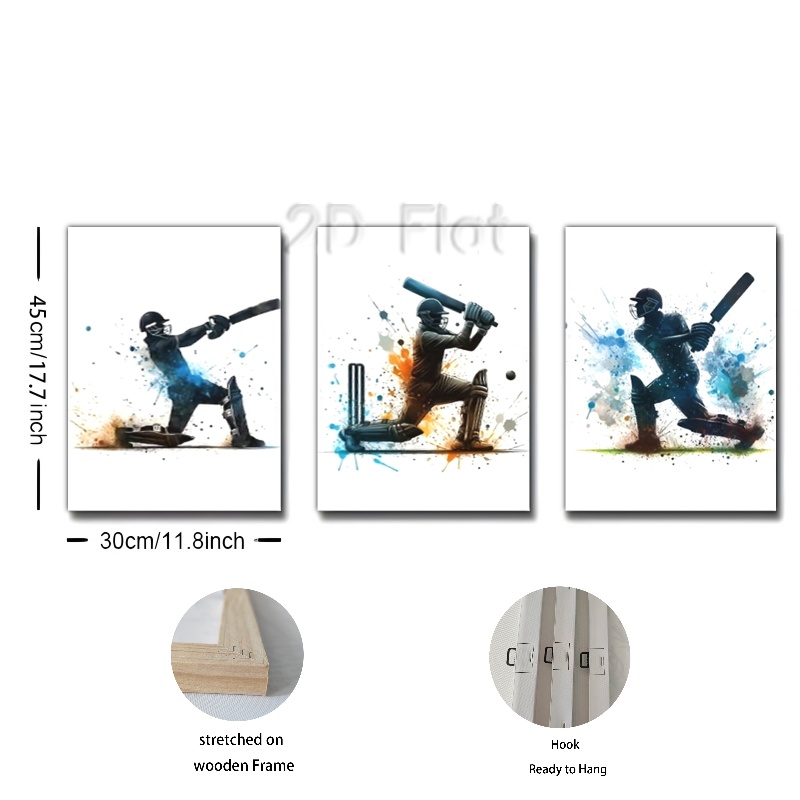 2D Flat
45cm/17.7inch
30cm/11.8inch
stretched on
wooden Frame
Hook
Ready to Hang